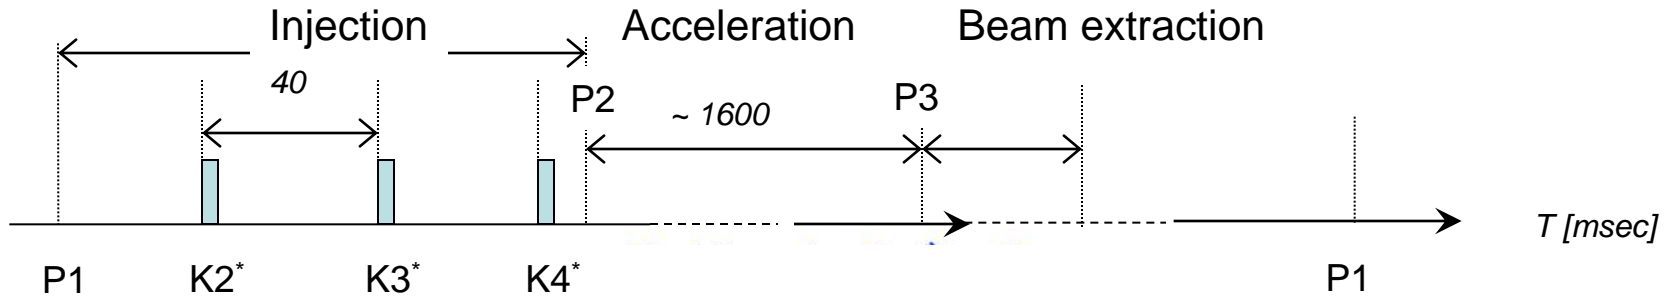 Injection Acceleration Beam extraction
40
P2 ~ 1600 P3
T [msec]
P1 K2* K3* K4* P1